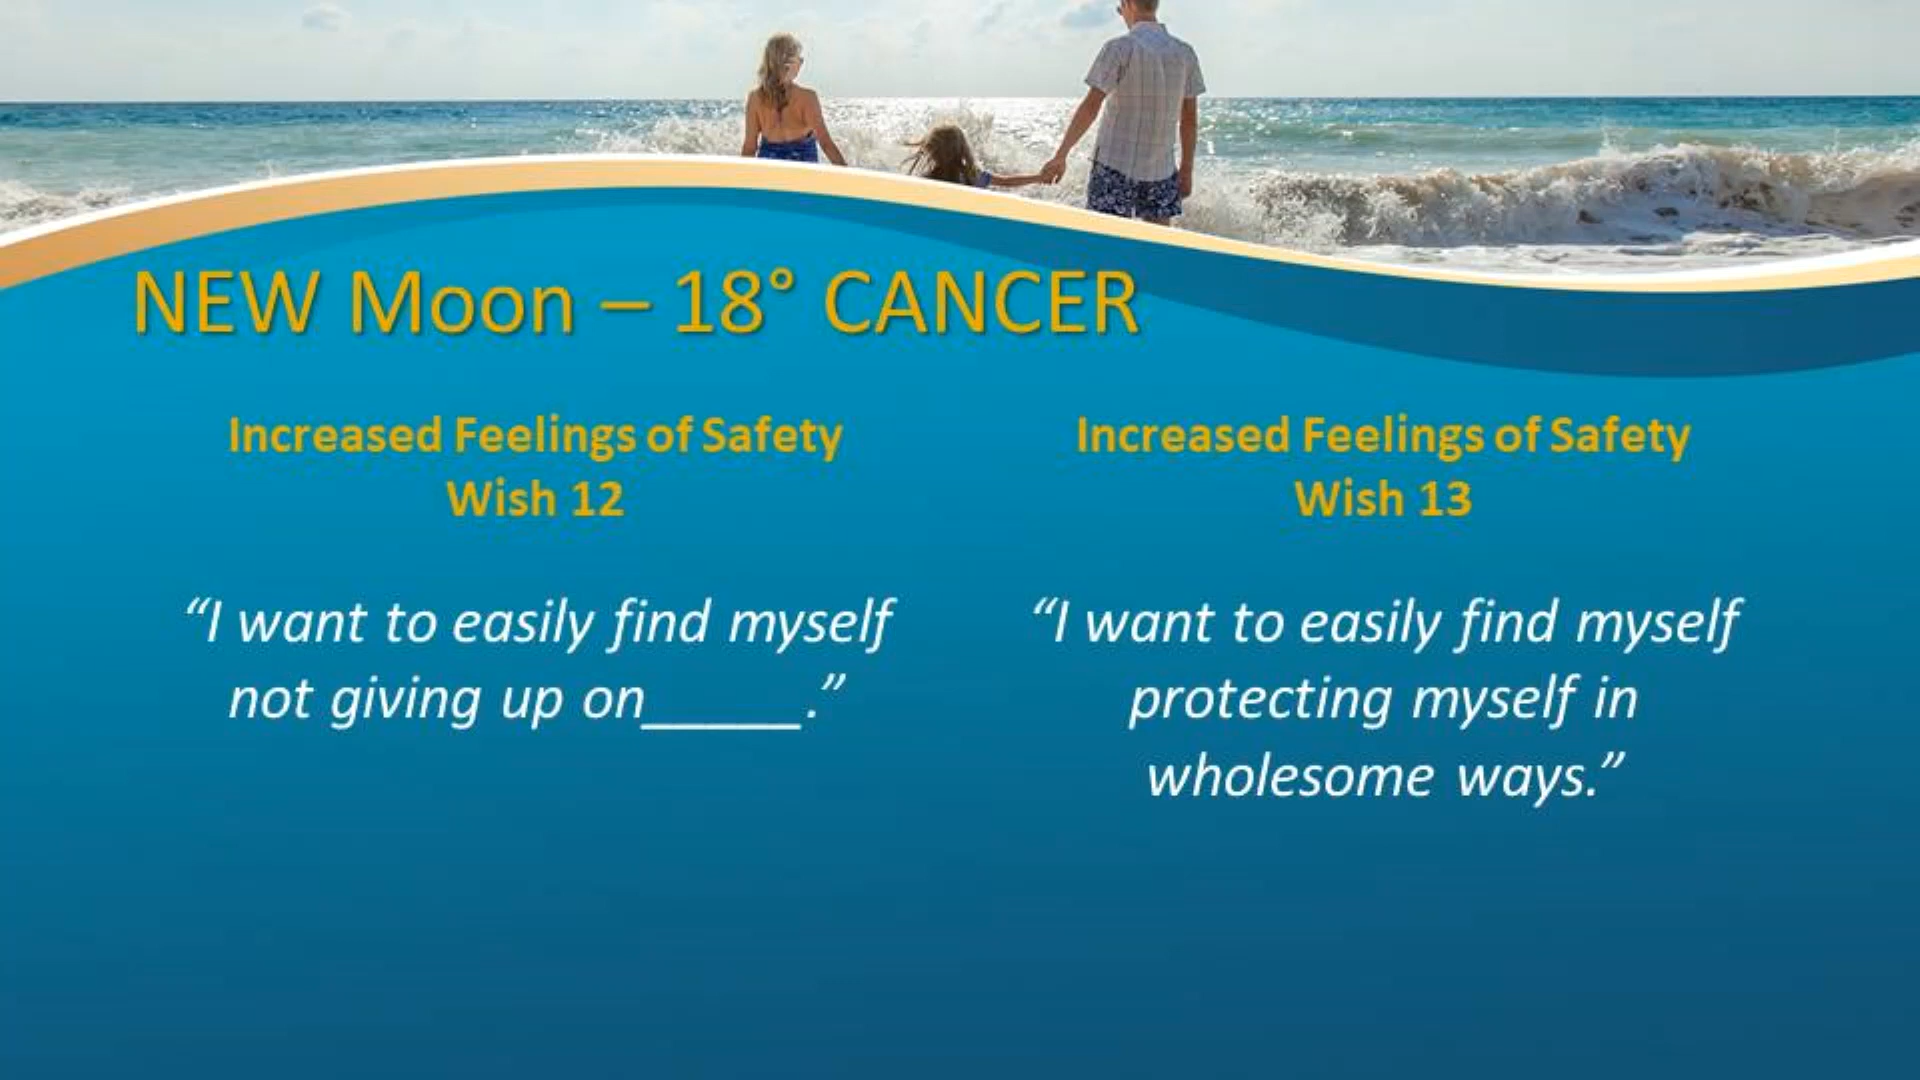 NEW Moon – 18° CANCER
Increased Feelings of Safety
Wish 12
“I want to easily find myself
not giving up on_____.”
Increased Feelings of Safety
Wish 13
“I want to easily find myself
protecting myself in
wholesome ways.”